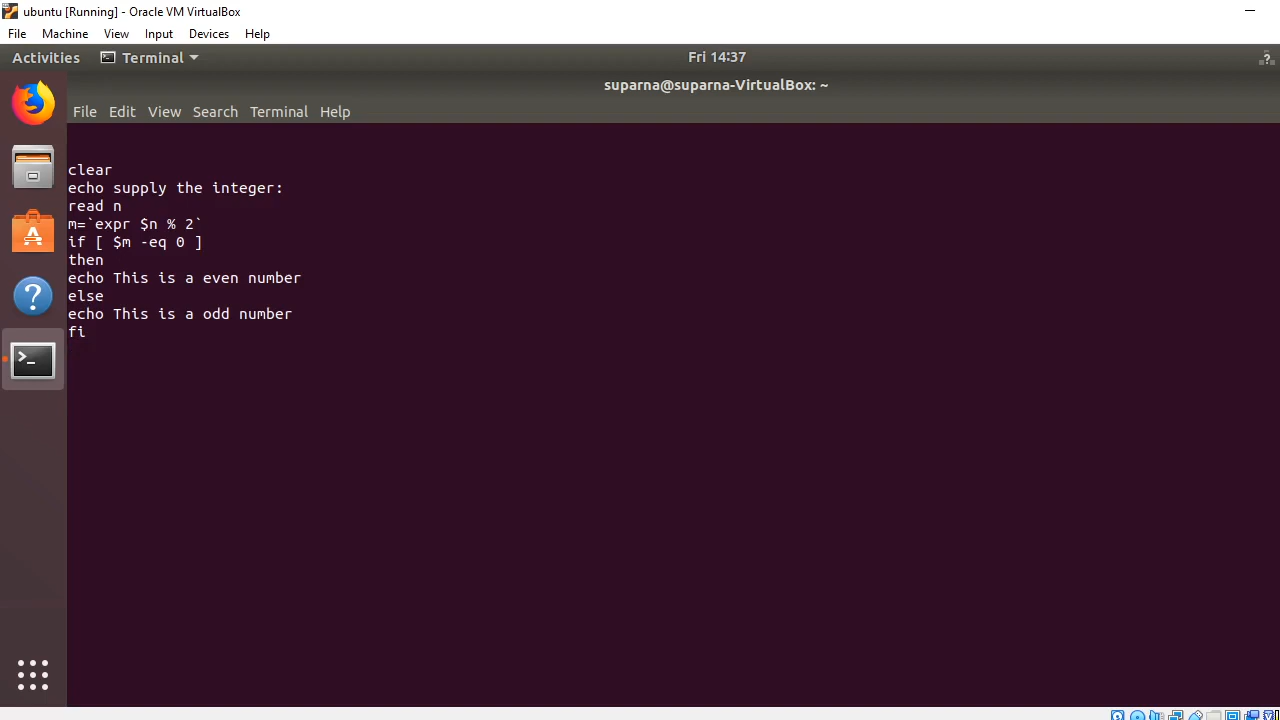 ubuntu [Running] - Oracle VM VirtualBox
File Machine View Input Devices Help
Activities Terminal Fri 14:37
suparna@suparna-VirtualBox: ~
File Edit View Search Terminal Help
clear
echo supply the integer:
read n
m=`expr $n % 2`
if [ $m -eq 0 ]
then
echo This is a even number
else
echo This is a odd number
fi